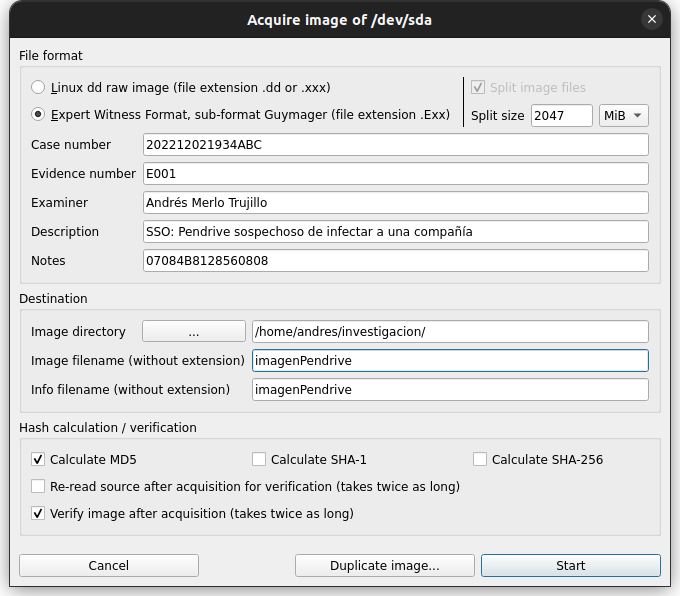 Acquire image of /dev/sda
File format
Linux dd raw image (file extension .dd or .xxx)
Split image files
Expert Witness Format, sub-format Guymager (file extension .Exx)
Split size 2047 MiB
Case number 202212021934ABC
Evidence number E001
Examiner Andrés Merlo Trujillo
Description SSO: Pendrive sospechoso de infectar a una compañía
Notes 07084B8128560808
Destination
Image directory ... /home/andres/investigacion/
Image filename (without extension) imagenPendrive
Info filename (without extension) imagenPendrive
Hash calculation / verification
Calculate MD5 Calculate SHA-1 Calculate SHA-256
Re-read source after acquisition for verification (takes twice as long)
Verify image after acquisition (takes twice as long)
Cancel Duplicate image... Start